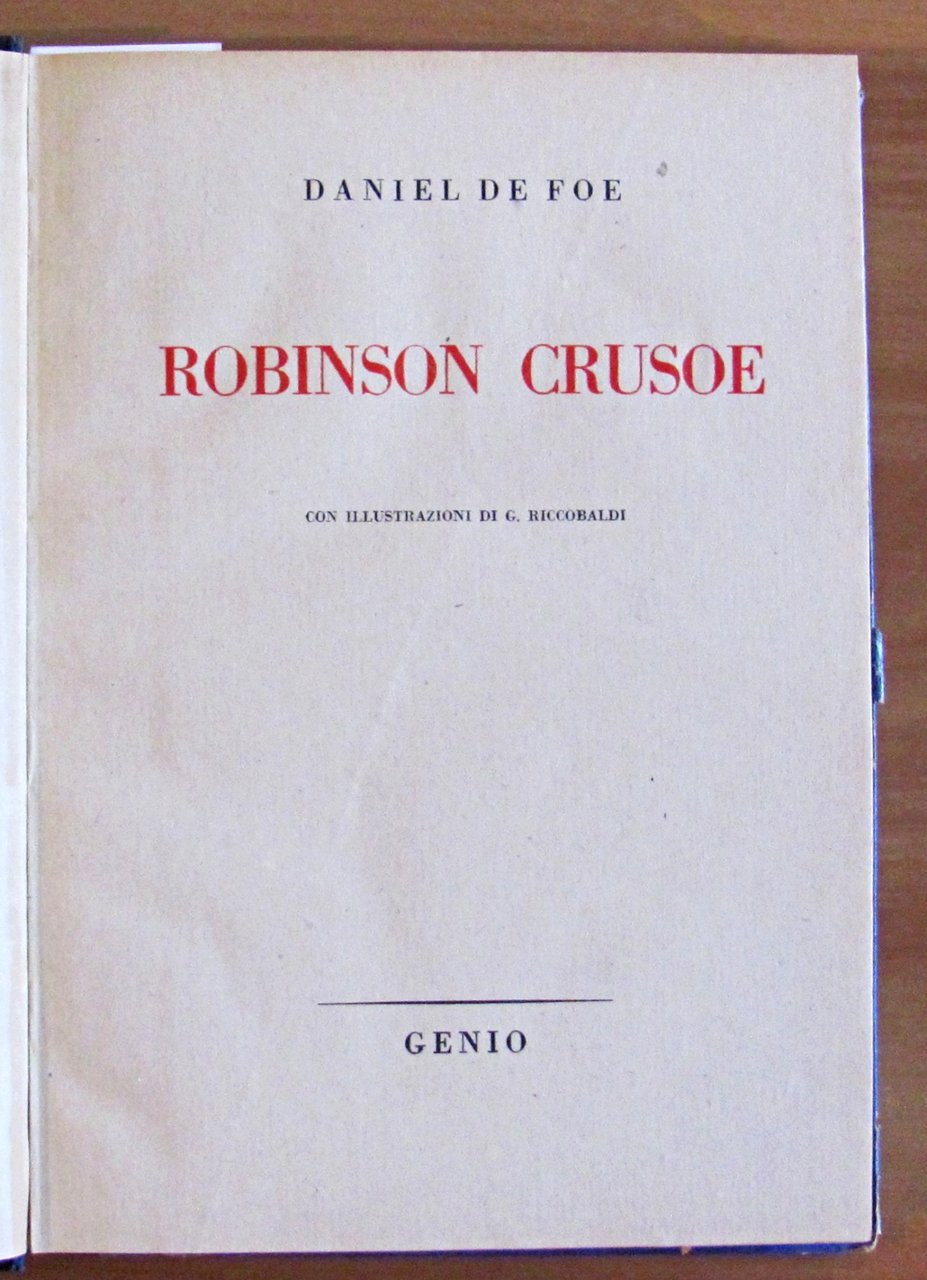 DANIEL DE FOE
ROBINSON CRUSOE
CON ILLUSTRAZIONI DI G. RICCOBALDI
GENIO